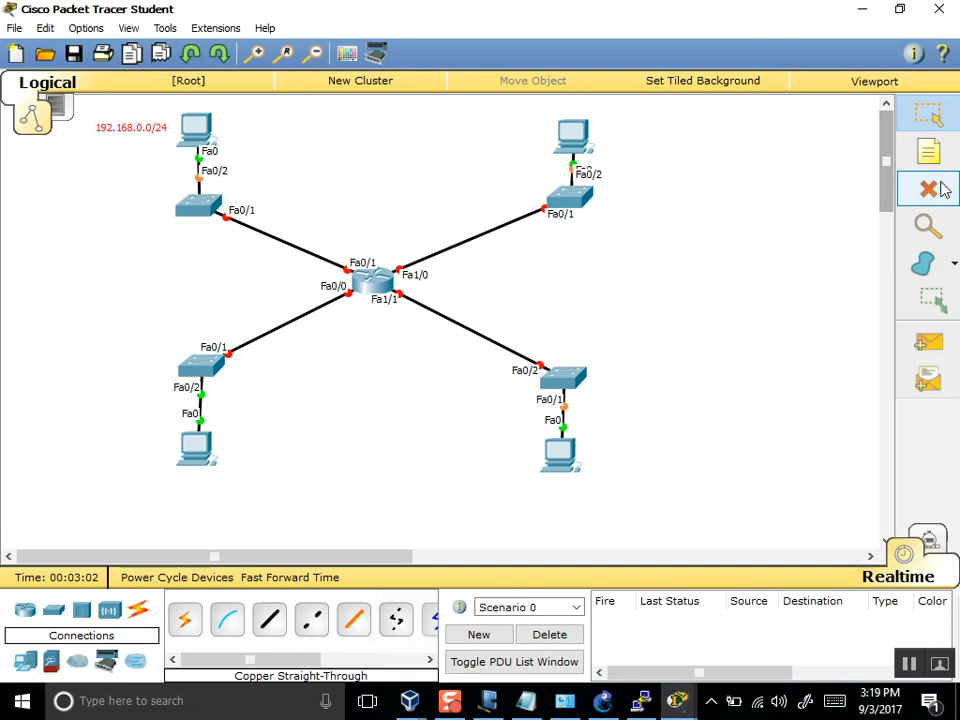 Cisco Packet Tracer Student
File Edit Options View Tools Extensions Help
Logical [Root] New Cluster Move Object Set Tiled Background Viewport
192.168.0.0/24
Fa0
Fa0/2
Fa0/2
Fa0/1
Fa0/1
Fa0/1
Fa1/0
Fa0/0
Fa1/1
Fa0/1
Fa0/2
Fa0/2
Fa0/1
Fa0
Fa0
Time: 00:03:02 Power Cycle Devices Fast Forward Time Realtime
Scenario 0
Fire Last Status Source Destination Type Color
Connections
New Delete
Toggle PDU List Window
Copper Straight-Through
Type here to search
3:19 PM
9/3/2017
1